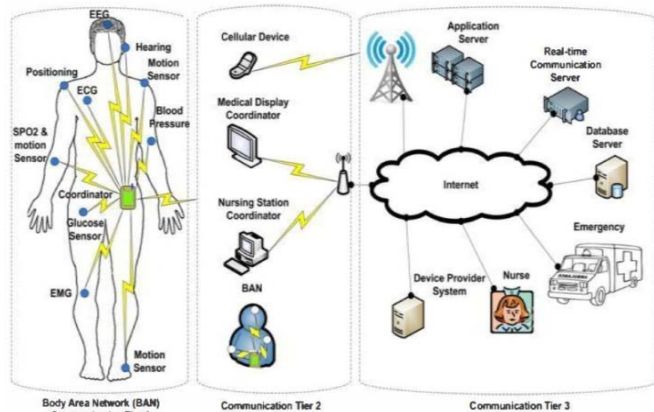 EEG
Hearing
Motion
Sensor
Positioning
ECG
Blood
Pressure
SPO2 &
motion
Sensor
Coordinator
Glucose
Sensor
EMG
Motion
Sensor
Body Area Network (BAN)
Cellular Device
Medical Display
Coordinator
Nursing Station
Coordinator
BAN
Communication Tier 2
Application
Server
Real-time
Communication
Server
Database
Server
Internet
Emergency
AMBULANCE
Device Provider
System
Nurse
Communication Tier 3